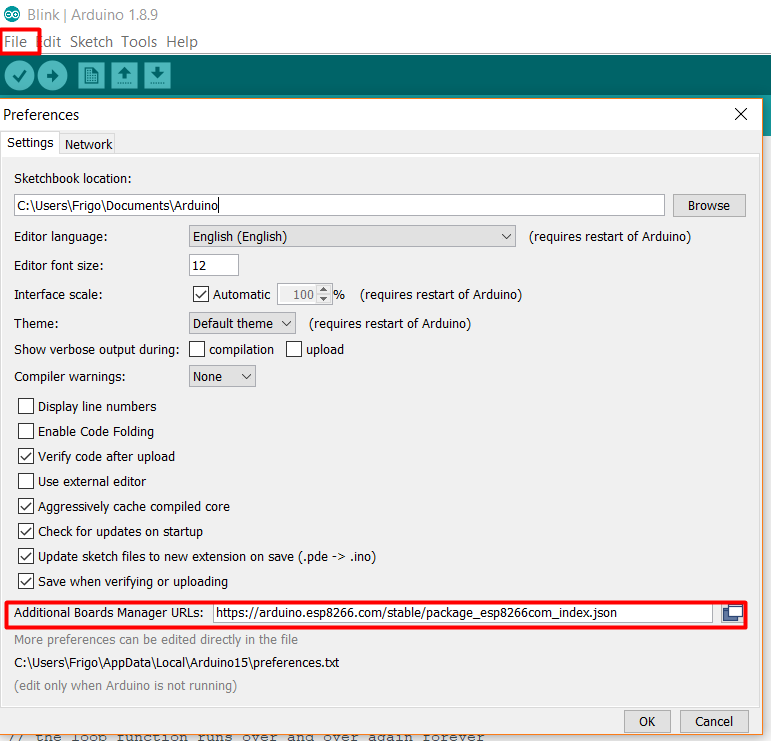 Blink | Arduino 1.8.9
File Edit Sketch Tools Help
Preferences
Settings Network
Sketchbook location:
C:\Users\Frigo\Documents\Arduino
Browse
Editor language: English (English) (requires restart of Arduino)
Editor font size: 12
Interface scale: Automatic 100 % (requires restart of Arduino)
Theme: Default theme (requires restart of Arduino)
Show verbose output during: compilation upload
Compiler warnings: None
Display line numbers
Enable Code Folding
Verify code after upload
Use external editor
Aggressively cache compiled core
Check for updates on startup
Update sketch files to new extension on save (.pde -> .ino)
Save when verifying or uploading
Additional Boards Manager URLs: https://arduino.esp8266.com/stable/package_esp8266com_index.json
More preferences can be edited directly in the file
C:\Users\Frigo\AppData\Local\Arduino15\preferences.txt
(edit only when Arduino is not running)
OK Cancel
// the loop function runs over and over again forever